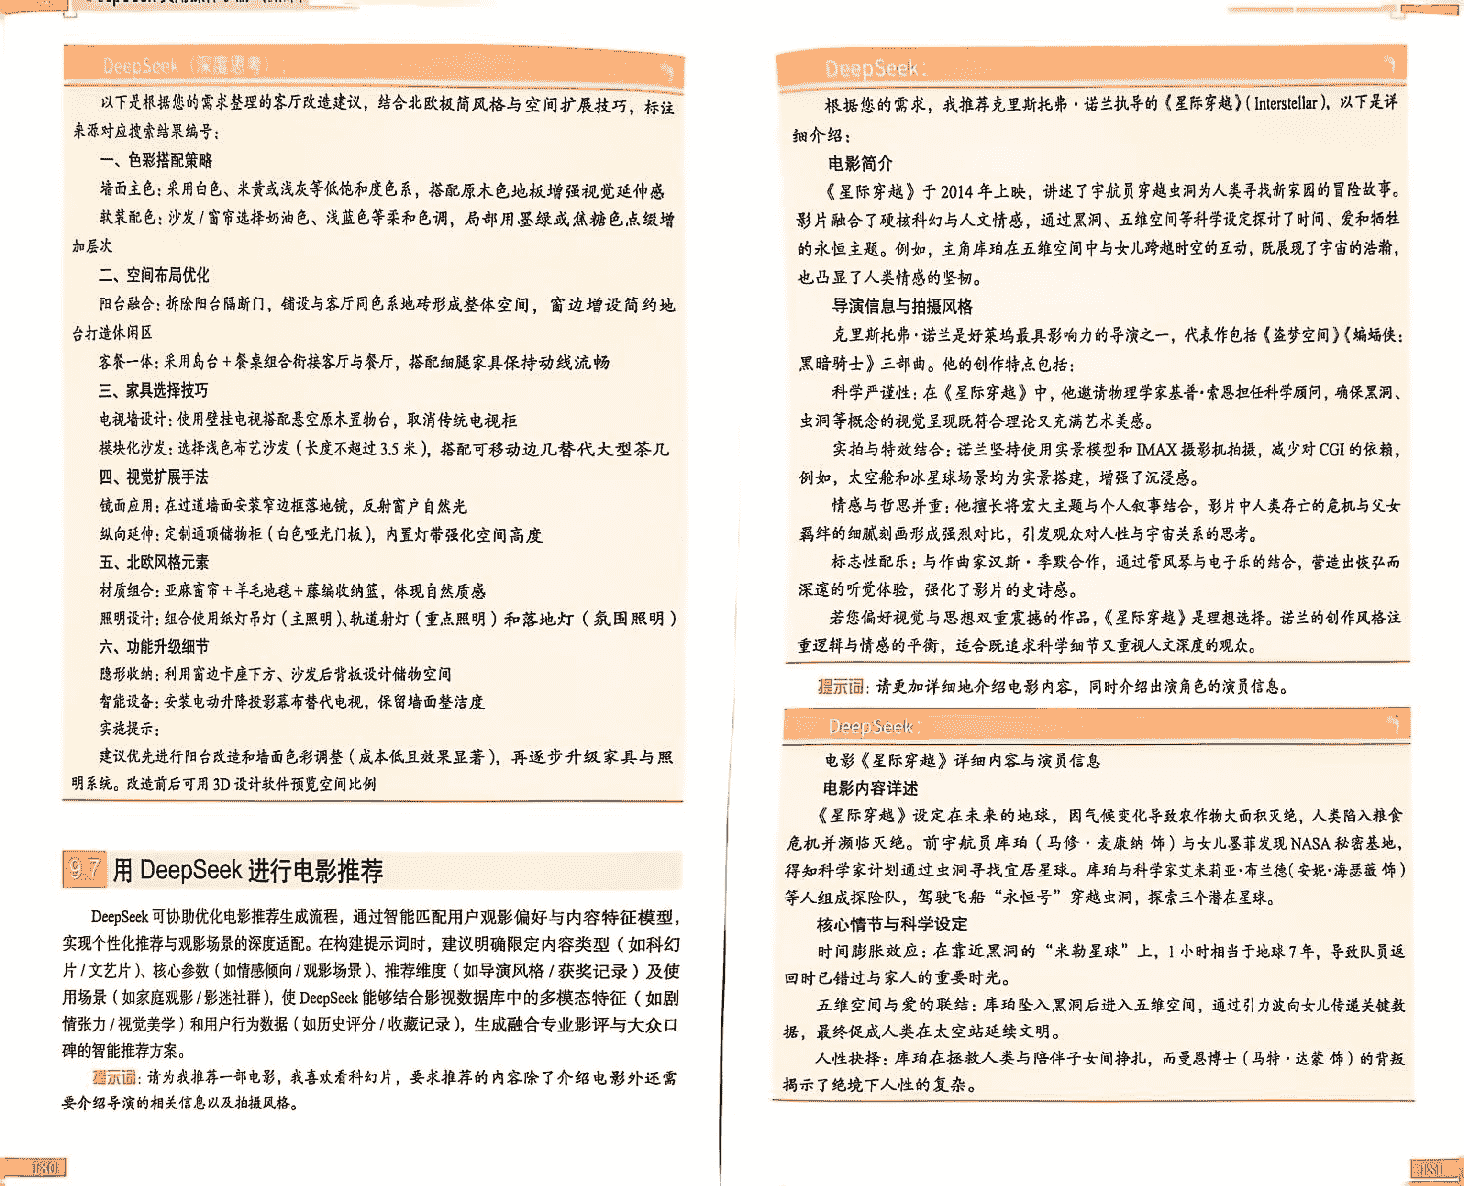 DeepSeek（深度思考）：
以下是根据您的需求整理的客厅改造建议，结合北欧极简风格与空间扩展技巧，标注
来源对应搜索结果编号：
一、色彩搭配策略
墙面主色：采用白色、米黄或浅灰等低饱和度色系，搭配原木色地板增强视觉延伸感
软装配色：沙发/窗帘选择奶油色、浅蓝色等柔和色调，局部用墨绿或焦糖色点缀增
加层次
二、空间布局优化
阳台融合：拆除阳台隔断门，铺设与客厅同色系地砖形成整体空间，窗边增设简约地
台打造休闲区
客餐一体：采用岛台＋餐桌组合衔接客厅与餐厅，搭配细腿家具保持动线流畅
三、家具选择技巧
电视墙设计：使用壁挂电视搭配悬空原木置物台，取消传统电视柜
模块化沙发：选择浅色布艺沙发（长度不超过 3.5 米），搭配可移动边几替代大型茶几
四、视觉扩展手法
镜面应用：在过道墙面安装窄边框落地镜，反射窗户自然光
纵向延伸：定制通顶储物柜（白色哑光门板），内置灯带强化空间高度
五、北欧风格元素
材质组合：亚麻窗帘＋羊毛地毯＋藤编收纳篮，体现自然质感
照明设计：组合使用纸灯吊灯（主照明）、轨道射灯（重点照明）和落地灯（氛围照明）
六、功能升级细节
隐形收纳：利用窗边卡座下方、沙发后背板设计储物空间
智能设备：安装电动升降投影幕布替代电视，保留墙面整洁度
实施提示：
建议优先进行阳台改造和墙面色彩调整（成本低且效果显著），再逐步升级家具与照
明系统。改造前后可用 3D 设计软件预览空间比例
9.7 用 DeepSeek 进行电影推荐
DeepSeek 可协助优化电影推荐生成流程，通过智能匹配用户观影偏好与内容特征模型，
实现个性化推荐与观影场景的深度适配。在构建提示词时，建议明确限定内容类型（如科幻
片/文艺片）、核心参数（如情感倾向/观影场景）、推荐维度（如导演风格/获奖记录）及使
用场景（如家庭观影/影迷社群），使 DeepSeek 能够结合影视数据库中的多模态特征（如剧
情张力/视觉美学）和用户行为数据（如历史评分/收藏记录），生成融合专业影评与大众口
碑的智能推荐方案。
提示词：请为我推荐一部电影，我喜欢看科幻片，要求推荐的内容除了介绍电影外还需
要介绍导演的相关信息以及拍摄风格。
180
DeepSeek：
根据您的需求，我推荐克里斯托弗·诺兰执导的《星际穿越》（Interstellar），以下是详
细介绍：
电影简介
《星际穿越》于 2014 年上映，讲述了宇航员穿越虫洞为人类寻找新家园的冒险故事。
影片融合了硬核科幻与人文情感，通过黑洞、五维空间等科学设定探讨了时间、爱和牺牲
的永恒主题。例如，主角库珀在五维空间中与女儿跨越时空的互动，既展现了宇宙的浩瀚，
也凸显了人类情感的坚韧。
导演信息与拍摄风格
克里斯托弗·诺兰是好莱坞最具影响力的导演之一，代表作包括《盗梦空间》《蝙蝠侠：
黑暗骑士》三部曲。他的创作特点包括：
科学严谨性：在《星际穿越》中，他邀请物理学家基普·索恩担任科学顾问，确保黑洞、
虫洞等概念的视觉呈现既符合理论又充满艺术美感。
实拍与特效结合：诺兰坚持使用实景模型和 IMAX 摄影机拍摄，减少对 CGI 的依赖，
例如，太空舱和冰星球场景均为实景搭建，增强了沉浸感。
情感与哲思并重：他擅长将宏大主题与个人叙事结合，影片中人类存亡的危机与父女
羁绊的细腻刻画形成强烈对比，引发观众对人性与宇宙关系的思考。
标志性配乐：与作曲家汉斯·季默合作，通过管风琴与电子乐的结合，营造出恢弘而
深邃的听觉体验，强化了影片的史诗感。
若您偏好视觉与思想双重震撼的作品，《星际穿越》是理想选择。诺兰的创作风格注
重逻辑与情感的平衡，适合既追求科学细节又重视人文深度的观众。
提示词：请更加详细地介绍电影内容，同时介绍出演角色的演员信息。
DeepSeek：
电影《星际穿越》详细内容与演员信息
电影内容详述
《星际穿越》设定在未来的地球，因气候变化导致农作物大面积灭绝，人类陷入粮食
危机并濒临灭绝。前宇航员库珀（马修·麦康纳 饰）与女儿墨菲发现 NASA 秘密基地，
得知科学家计划通过虫洞寻找宜居星球。库珀与科学家艾米莉亚·布兰德（安妮·海瑟薇 饰）
等人组成探险队，驾驶飞船“永恒号”穿越虫洞，探索三个潜在星球。
核心情节与科学设定
时间膨胀效应：在靠近黑洞的“米勒星球”上，1 小时相当于地球 7 年，导致队员返
回时已错过与家人的重要时光。
五维空间与爱的联结：库珀坠入黑洞后进入五维空间，通过引力波向女儿传递关键数
据，最终促成人类在太空站延续文明。
人性抉择：库珀在拯救人类与陪伴子女间挣扎，而曼恩博士（马特·达蒙 饰）的背叛
揭示了绝境下人性的复杂。
181